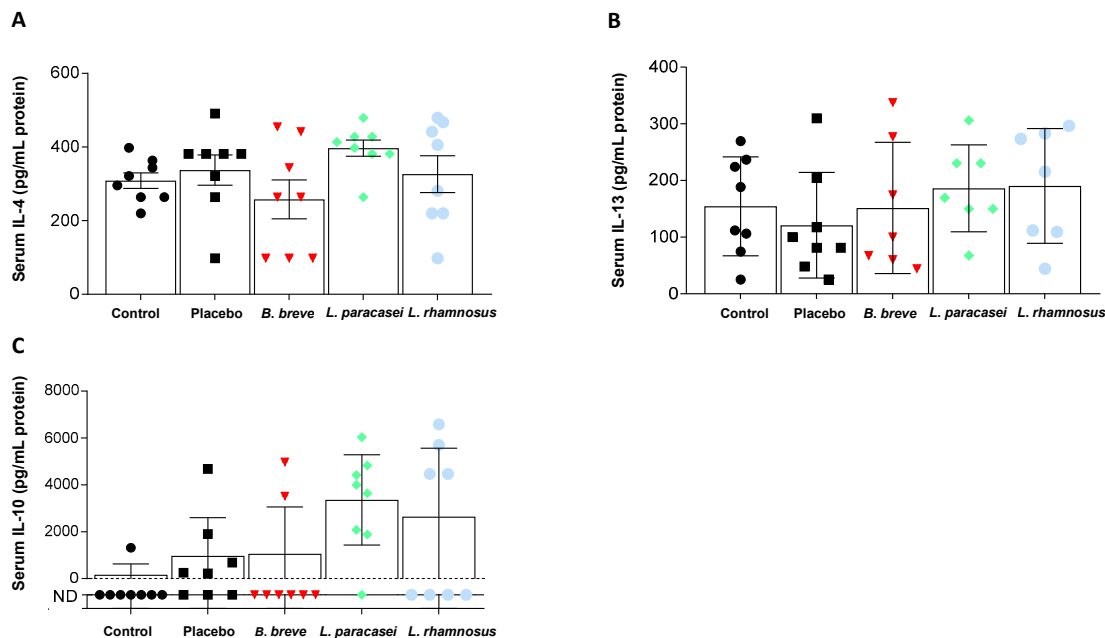 A
Serum IL-4 (pg/mL protein)
600
400
200
0
Control Placebo B. breve L. paracasei L. rhamnosus
B
Serum IL-13 (pg/mL protein)
400
300
200
100
0
Control Placebo B. breve L. paracasei L. rhamnosus
C
Serum IL-10 (pg/mL protein)
8000
6000
4000
2000
0
ND
Control Placebo B. breve L. paracasei L. rhamnosus